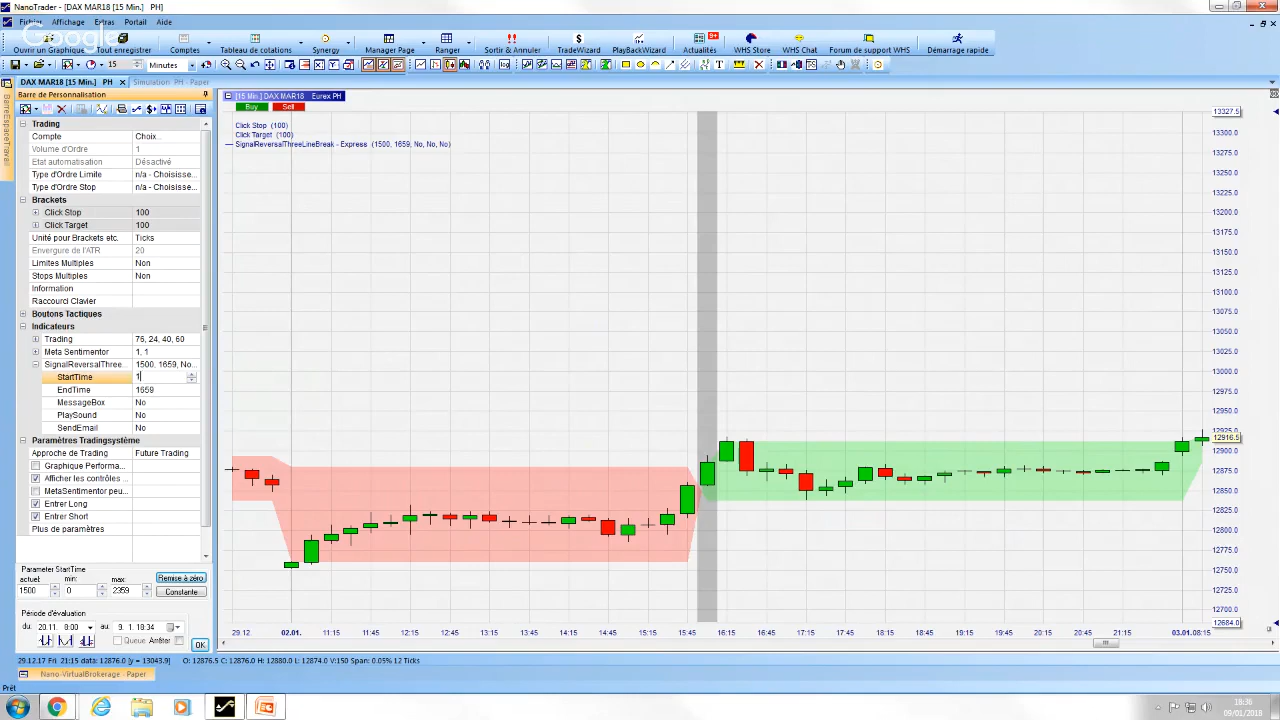 NanoTrader - [DAX MAR18 [15 Min.]  PH]
Fichier Affichage Extras Portail Aide
Google
Ouvrir un Graphique Tout enregistrer Comptes Tableau de cotations Synergy Manager Page Ranger Sortir & Annuler TradeWizard PlayBackWizard Actualités 9+ WHS Store WHS Chat Forum de support WHS Démarrage rapide
15 Minutes
DAX MAR18 [15 Min.] PH Simulation PH - Paper
Barre de Personnalisation
BarreEspaceTravail
Trading
Compte Choix...
Volume d'Ordre 1
Etat automatisation Désactivé
Type d'Ordre Limite n/a - Choisisse...
Type d'Ordre Stop n/a - Choisisse...
Brackets
Click Stop 100
Click Target 100
Unité pour Brackets etc. Ticks
Envergure de l'ATR 20
Limites Multiples Non
Stops Multiples Non
Information
Raccourci Clavier
Boutons Tactiques
Indicateurs
Trading 76, 24, 40, 60
Meta Sentimentor 1, 1
SignalReversalThree... 1500, 1659, No...
StartTime 1
EndTime 1659
MessageBox No
PlaySound No
SendEmail No
Paramètres Tradingsystème
Approche de Trading Future Trading
Graphique Performa...
Afficher les contrôles ...
MetaSentimentor peu...
Entrer Long
Entrer Short
Plus de paramètres
Parameter StartTime
actuel: min: max: Remise à zéro
1500 0 2359 Constante
Période d'évaluation
du: 20.11. 8:00 au: 9. 1. 18:34
Queue Arrêter
OK
[15 Min.] DAX MAR18 Eurex PH
Buy Sell
Click Stop (100)
Click Target (100)
SignalReversalThreeLineBreak - Express (1500, 1659, No, No, No)
13327.5
13300.0
13275.0
13250.0
13225.0
13200.0
13175.0
13150.0
13125.0
13100.0
13075.0
13050.0
13025.0
13000.0
12975.0
12950.0
12925.0
12916.5
12900.0
12875.0
12850.0
12825.0
12800.0
12775.0
12750.0
12725.0
12700.0
12684.0
29.12. 02.01. 11:15 11:45 12:15 12:45 13:15 13:45 14:15 14:45 15:15 15:45 16:15 16:45 17:15 17:45 18:15 18:45 19:15 19:45 20:15 20:45 21:15 03.01. 08:15
29.12.17 Fri, 21:15 data: 12876.0 [y = 13043.9] O: 12876.5 C: 12876.0 H: 12880.0 L: 12874.0 V:150 Span: 0.05% 12 Ticks
Nano-VirtualBrokerage - Paper
Prêt
18:36
09/01/2018